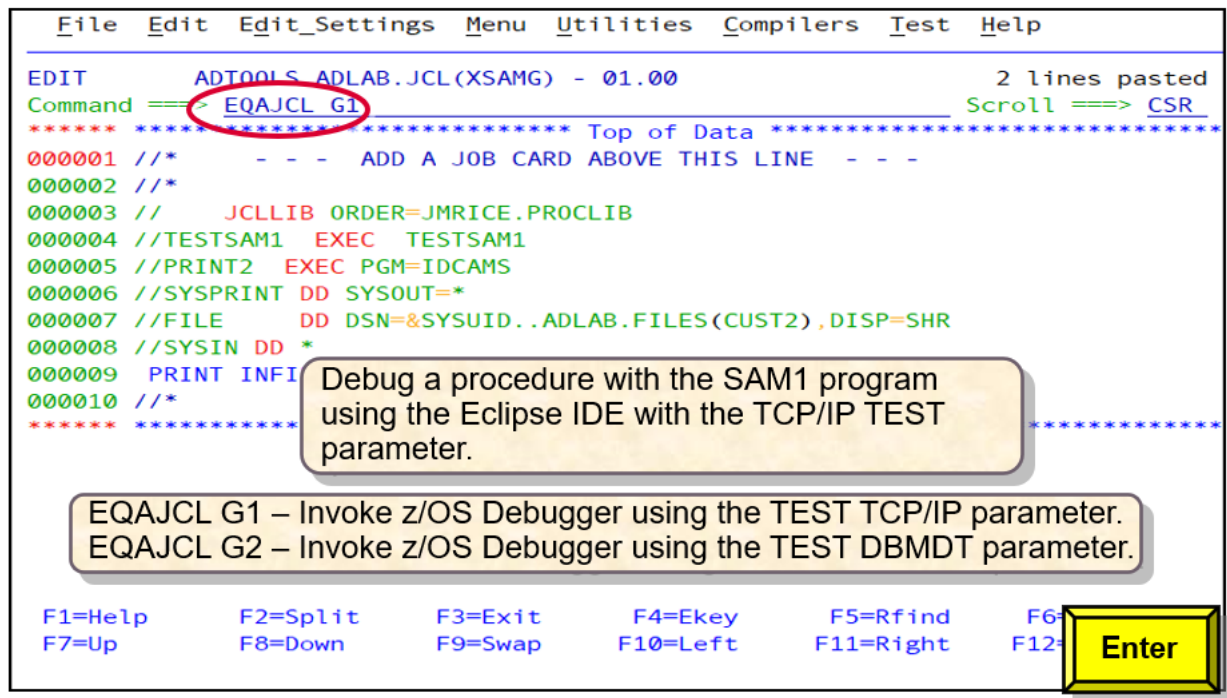 File Edit Edit_Settings Menu Utilities Compilers Test Help
EDIT ADTOOLS.ADLAB.JCL(XSAMG) - 01.00 2 lines pasted
Command ===> EQAJCL G1 Scroll ===> CSR
****** ***************************** Top of Data ******************************
000001 //* - - - ADD A JOB CARD ABOVE THIS LINE - - -
000002 //*
000003 // JCLLIB ORDER=JMRICE.PROCLIB
000004 //TESTSAM1 EXEC TESTSAM1
000005 //PRINT2 EXEC PGM=IDCAMS
000006 //SYSPRINT DD SYSOUT=*
000007 //FILE DD DSN=&SYSUID..ADLAB.FILES(CUST2),DISP=SHR
000008 //SYSIN DD *
000009 PRINT INFI
000010 //*
****** *********** *************
Debug a procedure with the SAM1 program
using the Eclipse IDE with the TCP/IP TEST
parameter.
EQAJCL G1 – Invoke z/OS Debugger using the TEST TCP/IP parameter.
EQAJCL G2 – Invoke z/OS Debugger using the TEST DBMDT parameter.
F1=Help F2=Split F3=Exit F4=Ekey F5=Rfind F6=
F7=Up F8=Down F9=Swap F10=Left F11=Right F12=
Enter